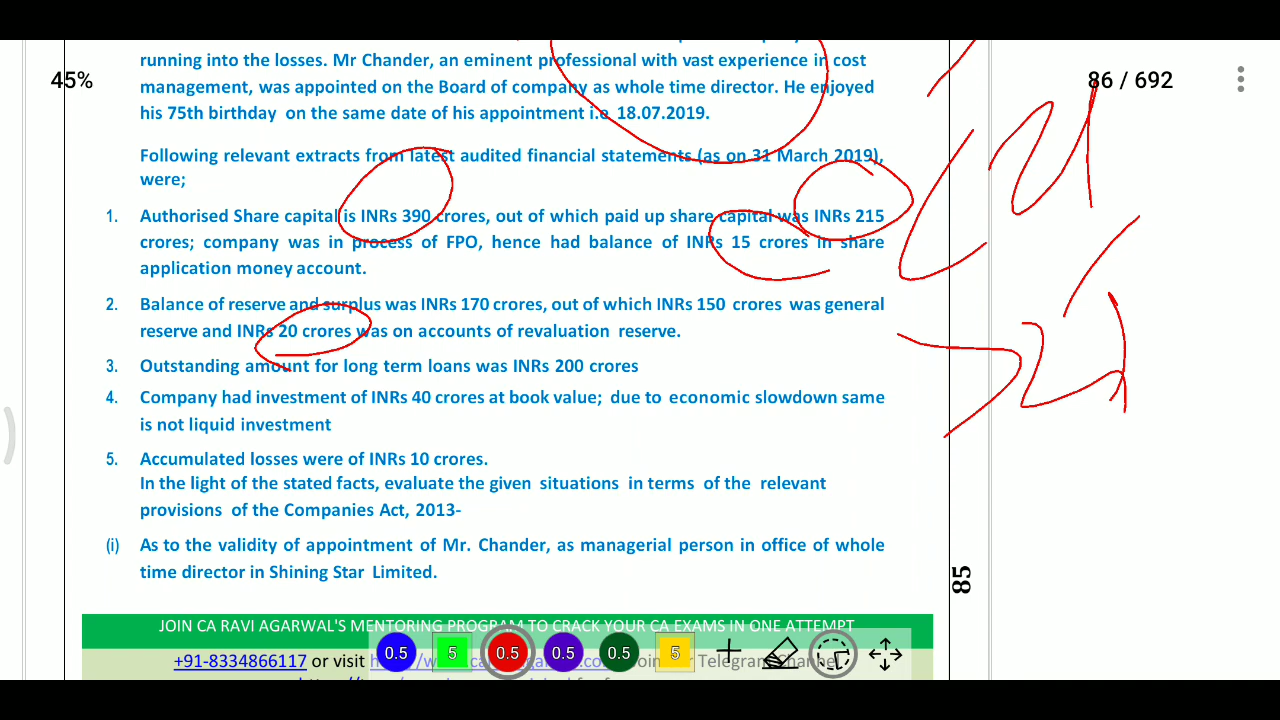 45%
86 / 692
running into the losses. Mr Chander, an eminent professional with vast experience in cost
management, was appointed on the Board of company as whole time director. He enjoyed
his 75th birthday on the same date of his appointment i.e 18.07.2019.
Following relevant extracts from latest audited financial statements (as on 31 March 2019),
were;
1. Authorised Share capital is INRs 390 crores, out of which paid up share capital was INRs 215
crores; company was in process of FPO, hence had balance of INRs 15 crores in share
application money account.
2. Balance of reserve and surplus was INRs 170 crores, out of which INRs 150 crores was general
reserve and INRs 20 crores was on accounts of revaluation reserve.
3. Outstanding amount for long term loans was INRs 200 crores
4. Company had investment of INRs 40 crores at book value; due to economic slowdown same
is not liquid investment
5. Accumulated losses were of INRs 10 crores.
In the light of the stated facts, evaluate the given situations in terms of the relevant
provisions of the Companies Act, 2013-
(i) As to the validity of appointment of Mr. Chander, as managerial person in office of whole
time director in Shining Star Limited.
85
JOIN CA RAVI AGARWAL'S MENTORING PROGRAM TO CRACK YOUR CA EXAMS IN ONE ATTEMPT
0.5 5 0.5 0.5 0.5 5
+91-8334866117 or visit